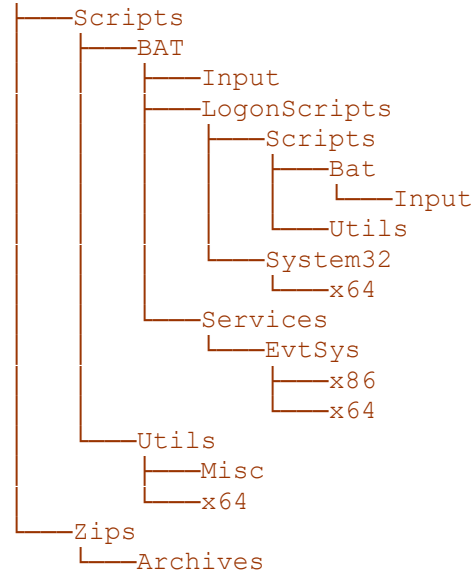 ├───Scripts
│   ├───BAT
│   │   ├───Input
│   │   ├───LogonScripts
│   │   │   ├───Scripts
│   │   │   │   ├───Bat
│   │   │   │   │   └───Input
│   │   │   │   └───Utils
│   │   │   └───System32
│   │   │       └───x64
│   │   └───Services
│   │       └───EvtSys
│   │           ├───x86
│   │           └───x64
│   └───Utils
│       ├───Misc
│       └───x64
└───Zips
    └───Archives